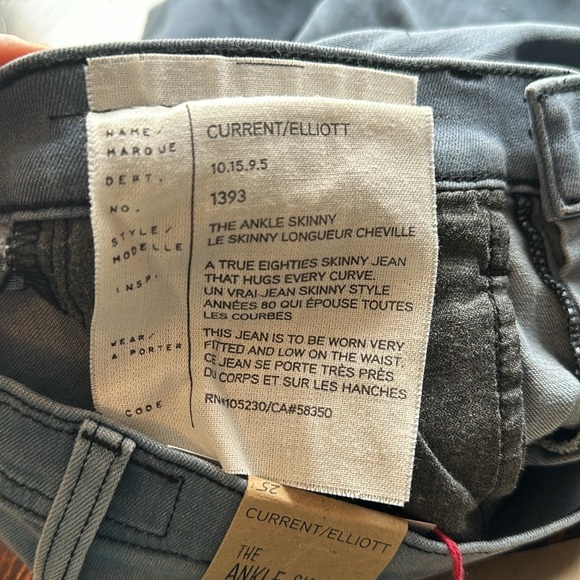 NAME/ MARQUE CURRENT/ELLIOTT
DEPT. 10.15.9.5
NO. 1393
STYLE/ MODELLE THE ANKLE SKINNY
LE SKINNY LONGUEUR CHEVILLE
INSP. A TRUE EIGHTIES SKINNY JEAN
THAT HUGS EVERY CURVE.
UN VRAI JEAN SKINNY STYLE
ANNÉES 80 QUI ÉPOUSE TOUTES
LES COURBES
WEAR/ A PORTER THIS JEAN IS TO BE WORN VERY
FITTED AND LOW ON THE WAIST.
CE JEAN SE PORTE TRÈS PRÈS
DU CORPS ET SUR LES HANCHES
CODE RN#105230/CA#58350
25
CURRENT/ELLIOTT
THE
ANKLE